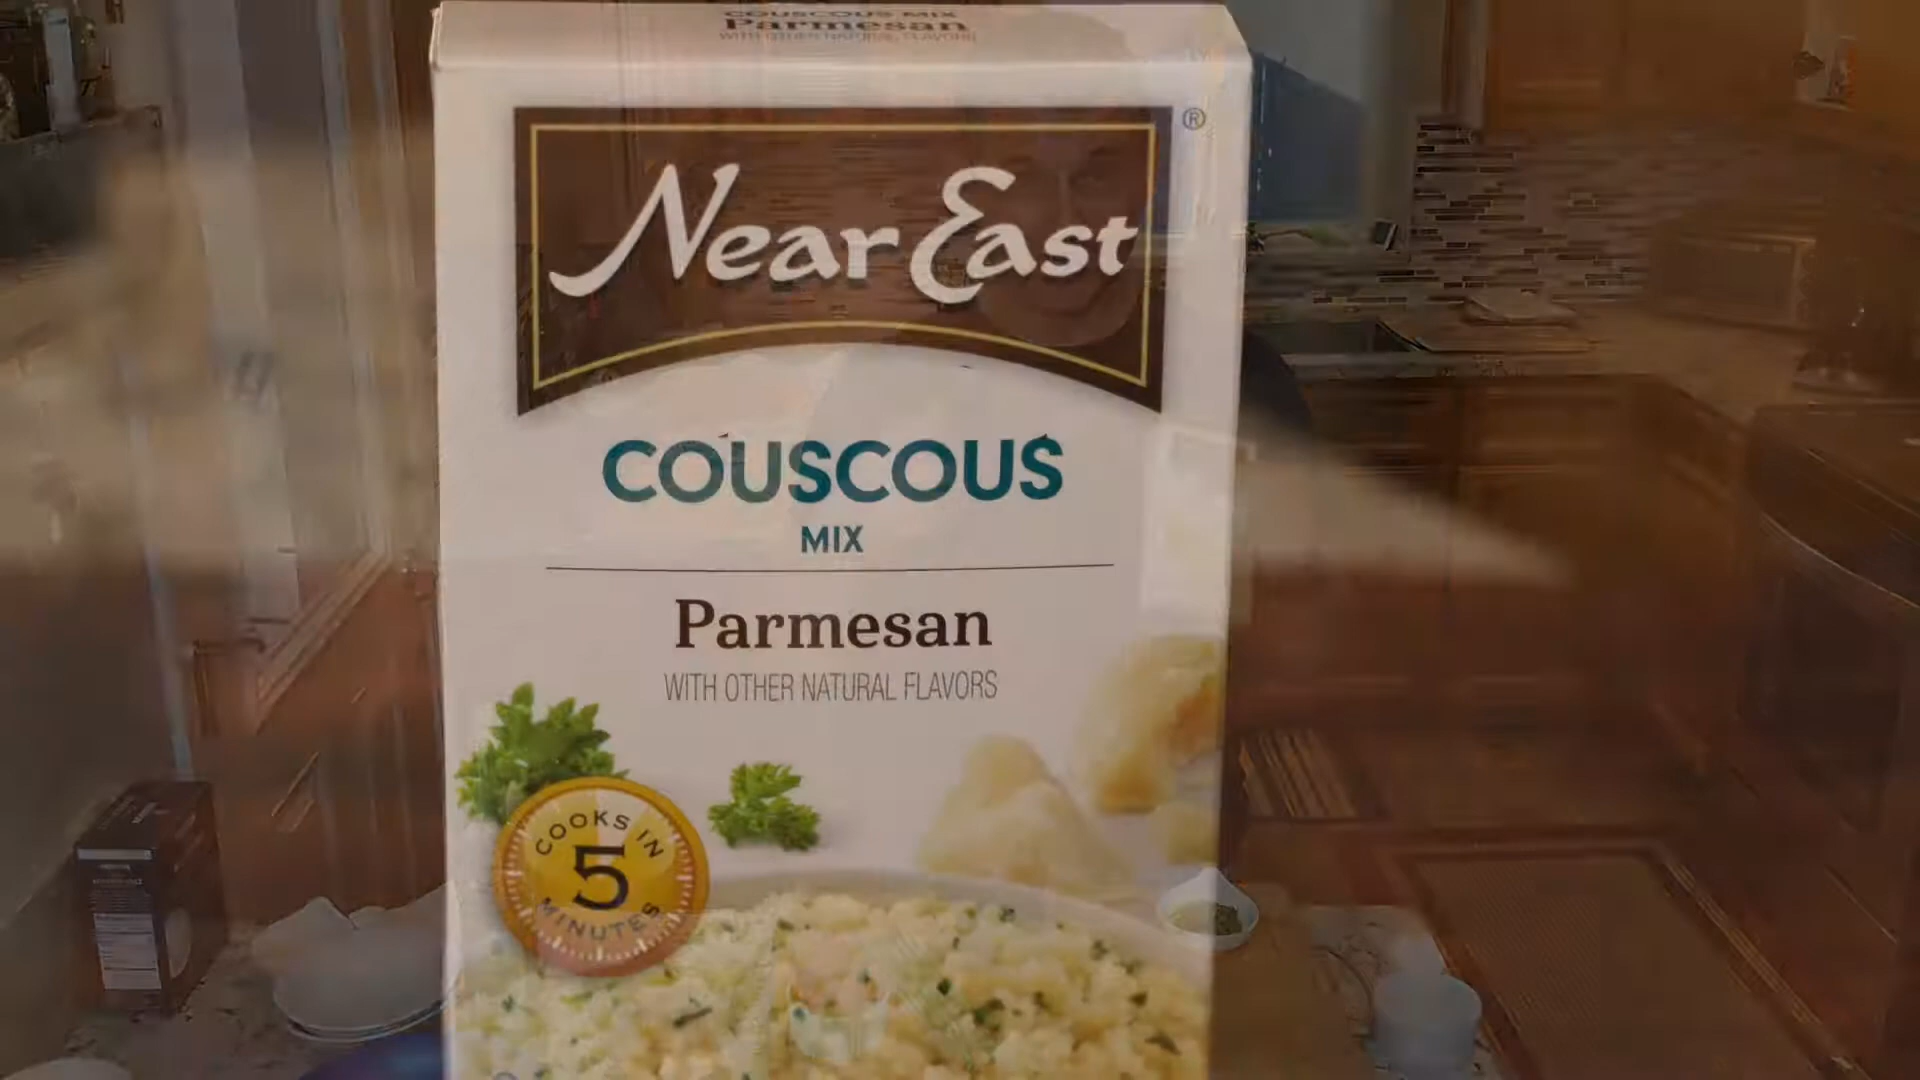 COUSCOUS MIX
Parmesan
WITH OTHER NATURAL FLAVORS
Near East ®
COUSCOUS
MIX
Parmesan
WITH OTHER NATURAL FLAVORS
COOKS IN
5
MINUTES